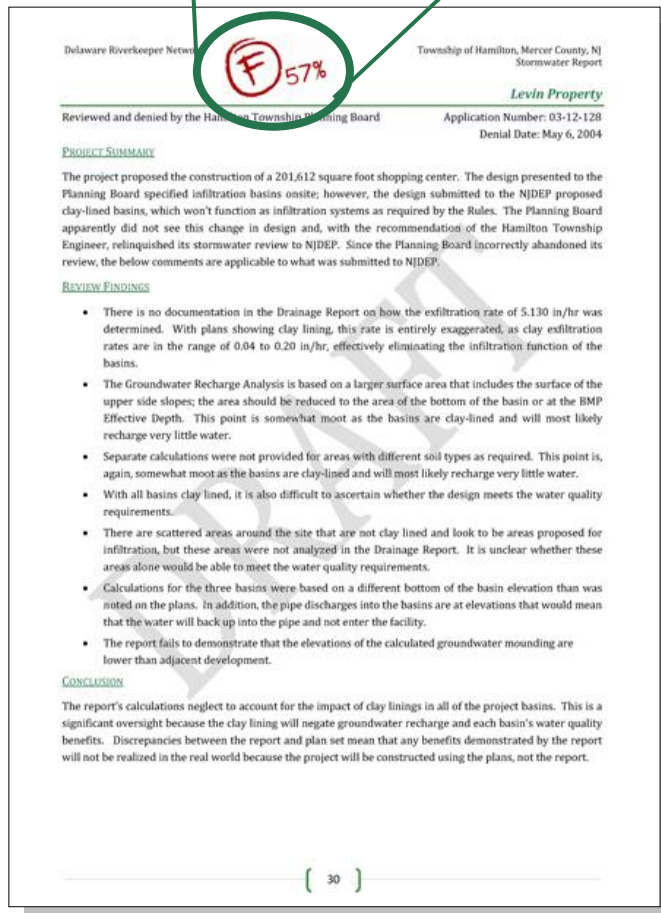 Delaware Riverkeeper Netwo
F 57%
Township of Hamilton, Mercer County, NJ
Stormwater Report
Levin Property
Reviewed and denied by the Hamilton Township Planning Board
Application Number: 03-12-128
Denial Date: May 6, 2004
PROJECT SUMMARY
The project proposed the construction of a 201,612 square foot shopping center. The design presented to the
Planning Board specified infiltration basins onsite; however, the design submitted to the NJDEP proposed
clay-lined basins, which won't function as infiltration systems as required by the Rules. The Planning Board
apparently did not see this change in design and, with the recommendation of the Hamilton Township
Engineer, relinquished its stormwater review to NJDEP. Since the Planning Board incorrectly abandoned its
review, the below comments are applicable to what was submitted to NJDEP.
REVIEW FINDINGS
• There is no documentation in the Drainage Report on how the exfiltration rate of 5.130 in/hr was
determined. With plans showing clay lining, this rate is entirely exaggerated, as clay exfiltration
rates are in the range of 0.04 to 0.20 in/hr, effectively eliminating the infiltration function of the
basins.
• The Groundwater Recharge Analysis is based on a larger surface area that includes the surface of the
upper side slopes; the area should be reduced to the area of the bottom of the basin or at the BMP
Effective Depth. This point is somewhat moot as the basins are clay-lined and will most likely
recharge very little water.
• Separate calculations were not provided for areas with different soil types as required. This point is,
again, somewhat moot as the basins are clay-lined and will most likely recharge very little water.
• With all basins clay lined, it is also difficult to ascertain whether the design meets the water quality
requirements.
• There are scattered areas around the site that are not clay lined and look to be areas proposed for
infiltration, but these areas were not analyzed in the Drainage Report. It is unclear whether these
areas alone would be able to meet the water quality requirements.
• Calculations for the three basins were based on a different bottom of the basin elevation than was
noted on the plans. In addition, the pipe discharges into the basins are at elevations that would mean
that the water will back up into the pipe and not enter the facility.
• The report fails to demonstrate that the elevations of the calculated groundwater mounding are
lower than adjacent development.
CONCLUSION
The report's calculations neglect to account for the impact of clay linings in all of the project basins. This is a
significant oversight because the clay lining will negate groundwater recharge and each basin's water quality
benefits. Discrepancies between the report and plan set mean that any benefits demonstrated by the report
will not be realized in the real world because the project will be constructed using the plans, not the report.
DRAFT
[ 30 ]